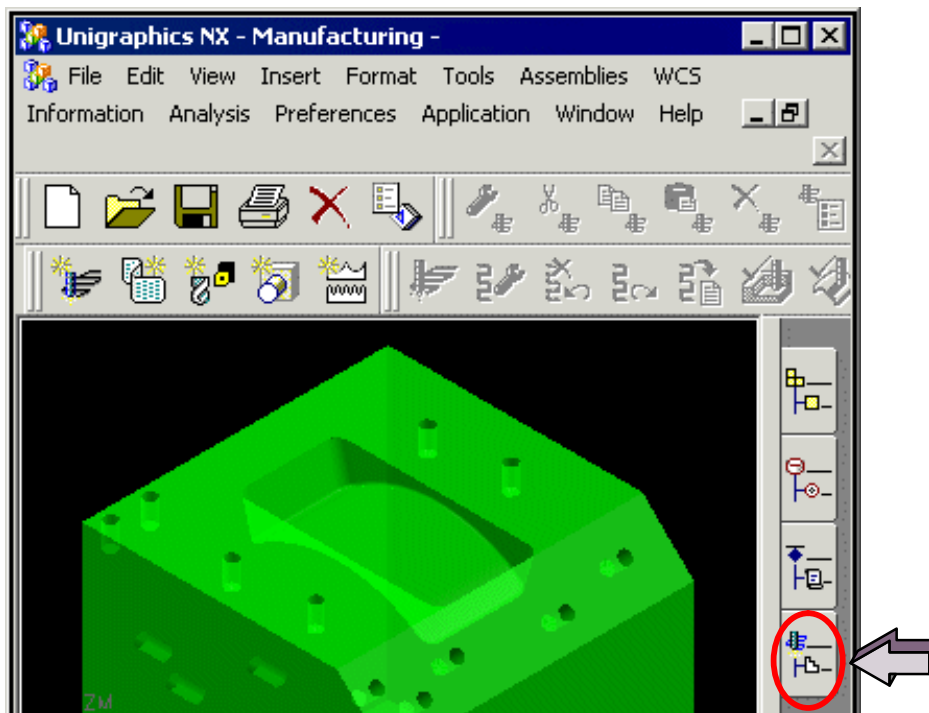 Unigraphics NX - Manufacturing -
File Edit View Insert Format Tools Assemblies WCS
Information Analysis Preferences Application Window Help
ZM